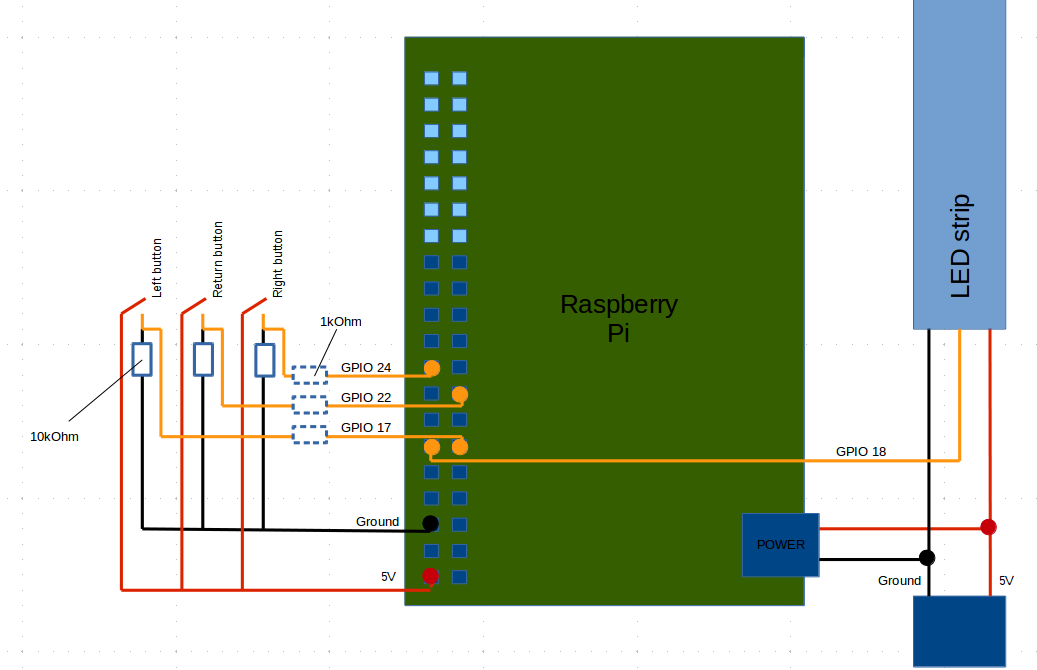 Left button
Return button
Right button
1kOhm
10kOhm
GPIO 24
GPIO 22
GPIO 17
Ground
5V
Raspberry
Pi
LED strip
GPIO 18
POWER
Ground
5V